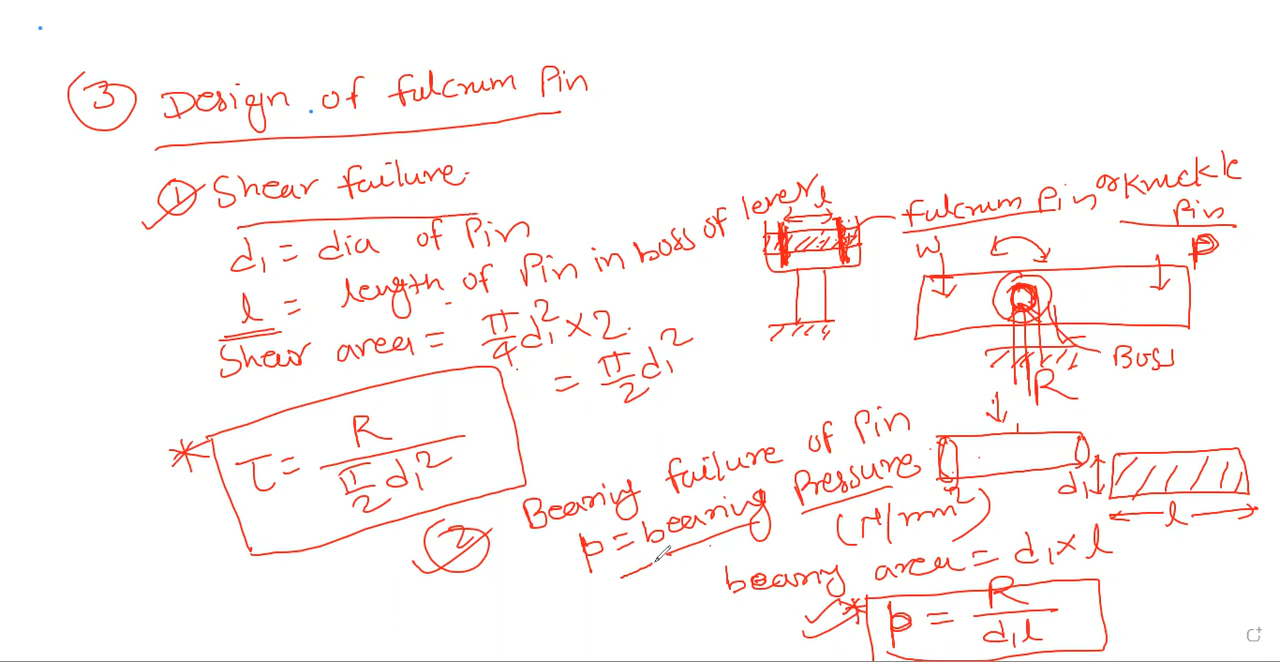 ③ Design of fulcrum Pin
① Shear failure
d₁ = dia of Pin
l = length of Pin in boss of lever
Shear area = π/4 d₁² × 2
= π/2 d₁²
* τ = R / (π/2 d₁²)
l
fulcrum Pin or Knuckle
Pin
W
P
Boss
R
② Bearing failure of Pin
p = bearing Pressure
(N/mm²)
d₁
l
bearing area = d₁ × l
* p = R / d₁l